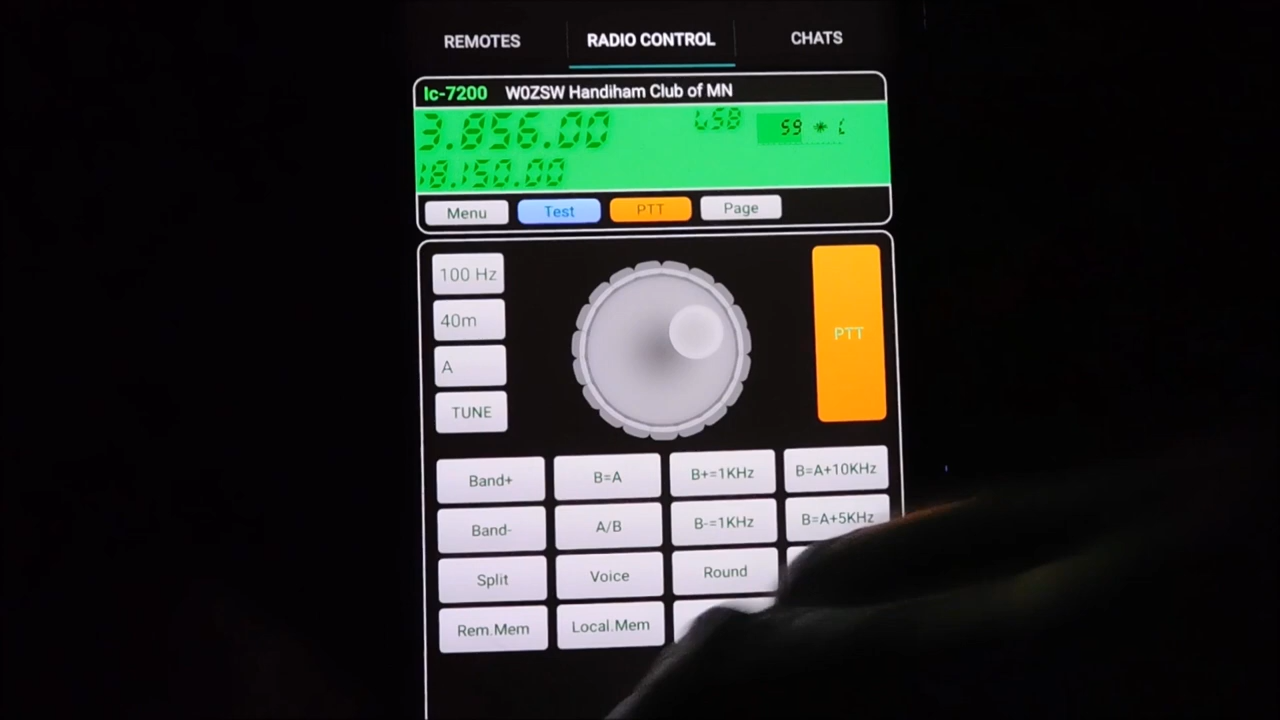 REMOTES RADIO CONTROL CHATS
Ic-7200 W0ZSW Handiham Club of MN
3.856.00 LSB 59
18.150.00
Menu Test PTT Page
100 Hz
40m
PTT
A
TUNE
Band+ B=A B+=1KHz B=A+10KHz
Band- A/B B-=1KHz B=A+5KHz
Split Voice Round
Rem.Mem Local.Mem